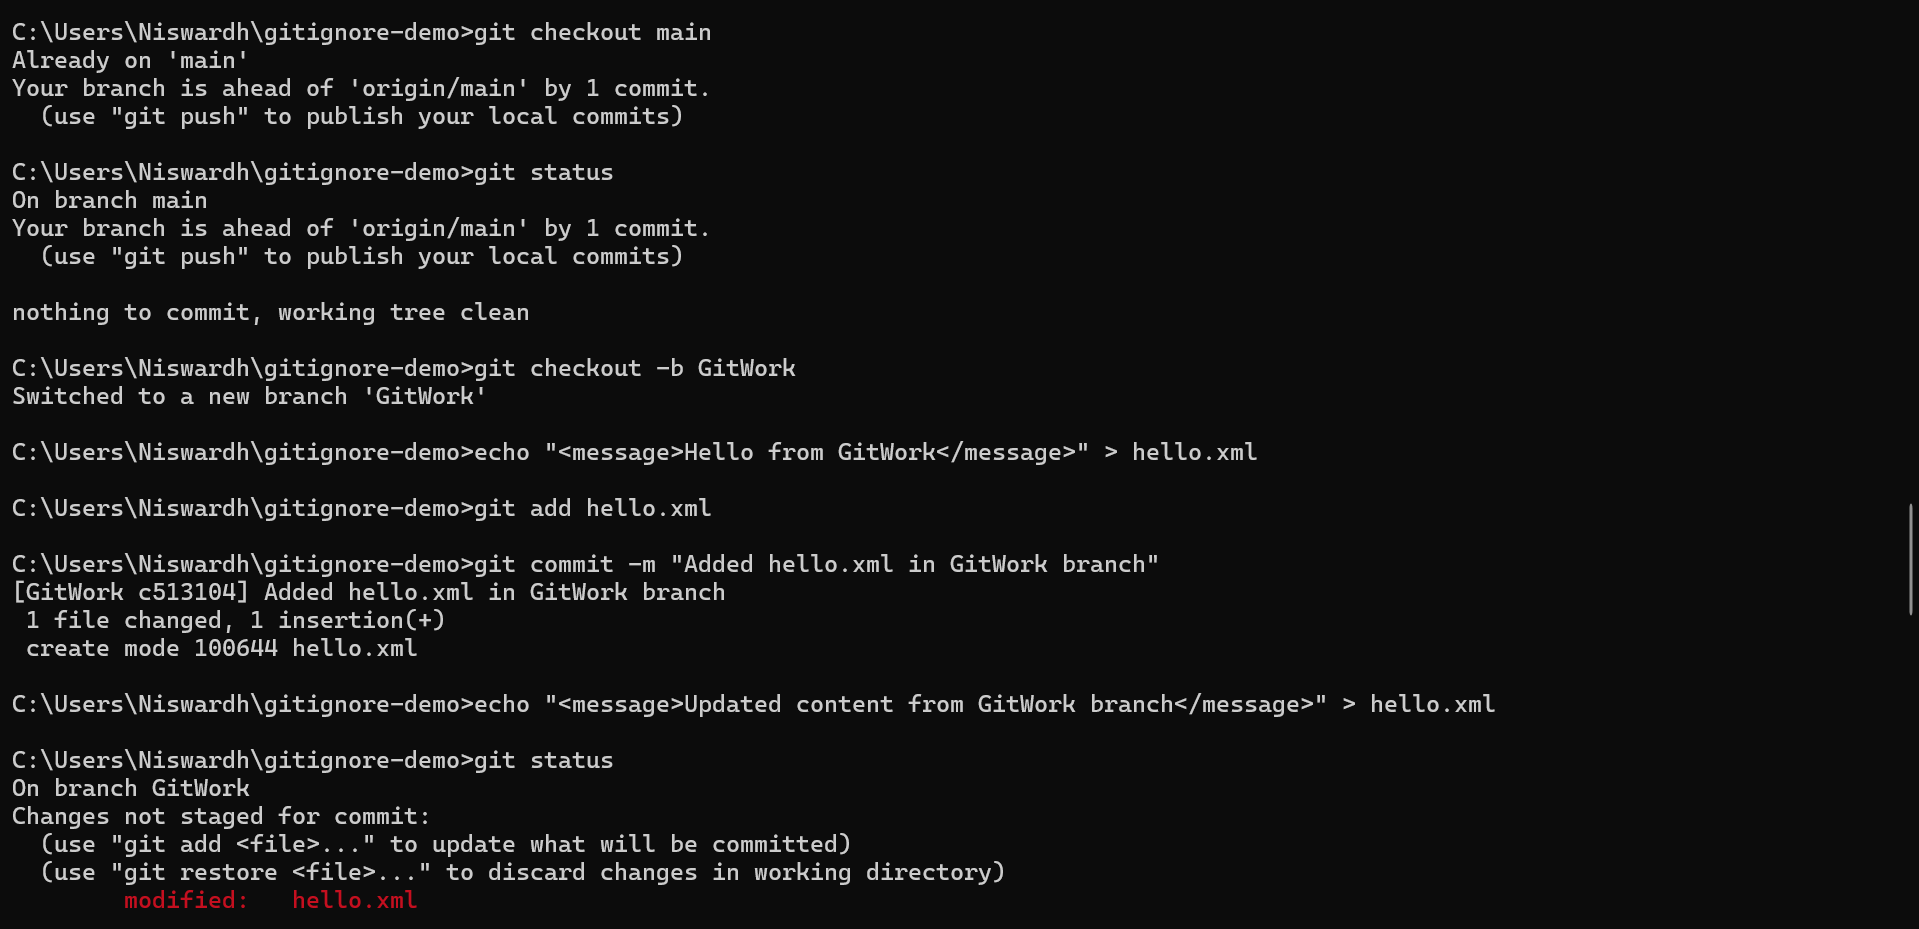 C:\Users\Niswardh\gitignore-demo>git checkout main
Already on 'main'
Your branch is ahead of 'origin/main' by 1 commit.
  (use "git push" to publish your local commits)

C:\Users\Niswardh\gitignore-demo>git status
On branch main
Your branch is ahead of 'origin/main' by 1 commit.
  (use "git push" to publish your local commits)

nothing to commit, working tree clean

C:\Users\Niswardh\gitignore-demo>git checkout -b GitWork
Switched to a new branch 'GitWork'

C:\Users\Niswardh\gitignore-demo>echo "<message>Hello from GitWork</message>" > hello.xml

C:\Users\Niswardh\gitignore-demo>git add hello.xml

C:\Users\Niswardh\gitignore-demo>git commit -m "Added hello.xml in GitWork branch"
[GitWork c513104] Added hello.xml in GitWork branch
 1 file changed, 1 insertion(+)
 create mode 100644 hello.xml

C:\Users\Niswardh\gitignore-demo>echo "<message>Updated content from GitWork branch</message>" > hello.xml

C:\Users\Niswardh\gitignore-demo>git status
On branch GitWork
Changes not staged for commit:
  (use "git add <file>..." to update what will be committed)
  (use "git restore <file>..." to discard changes in working directory)
        modified:   hello.xml